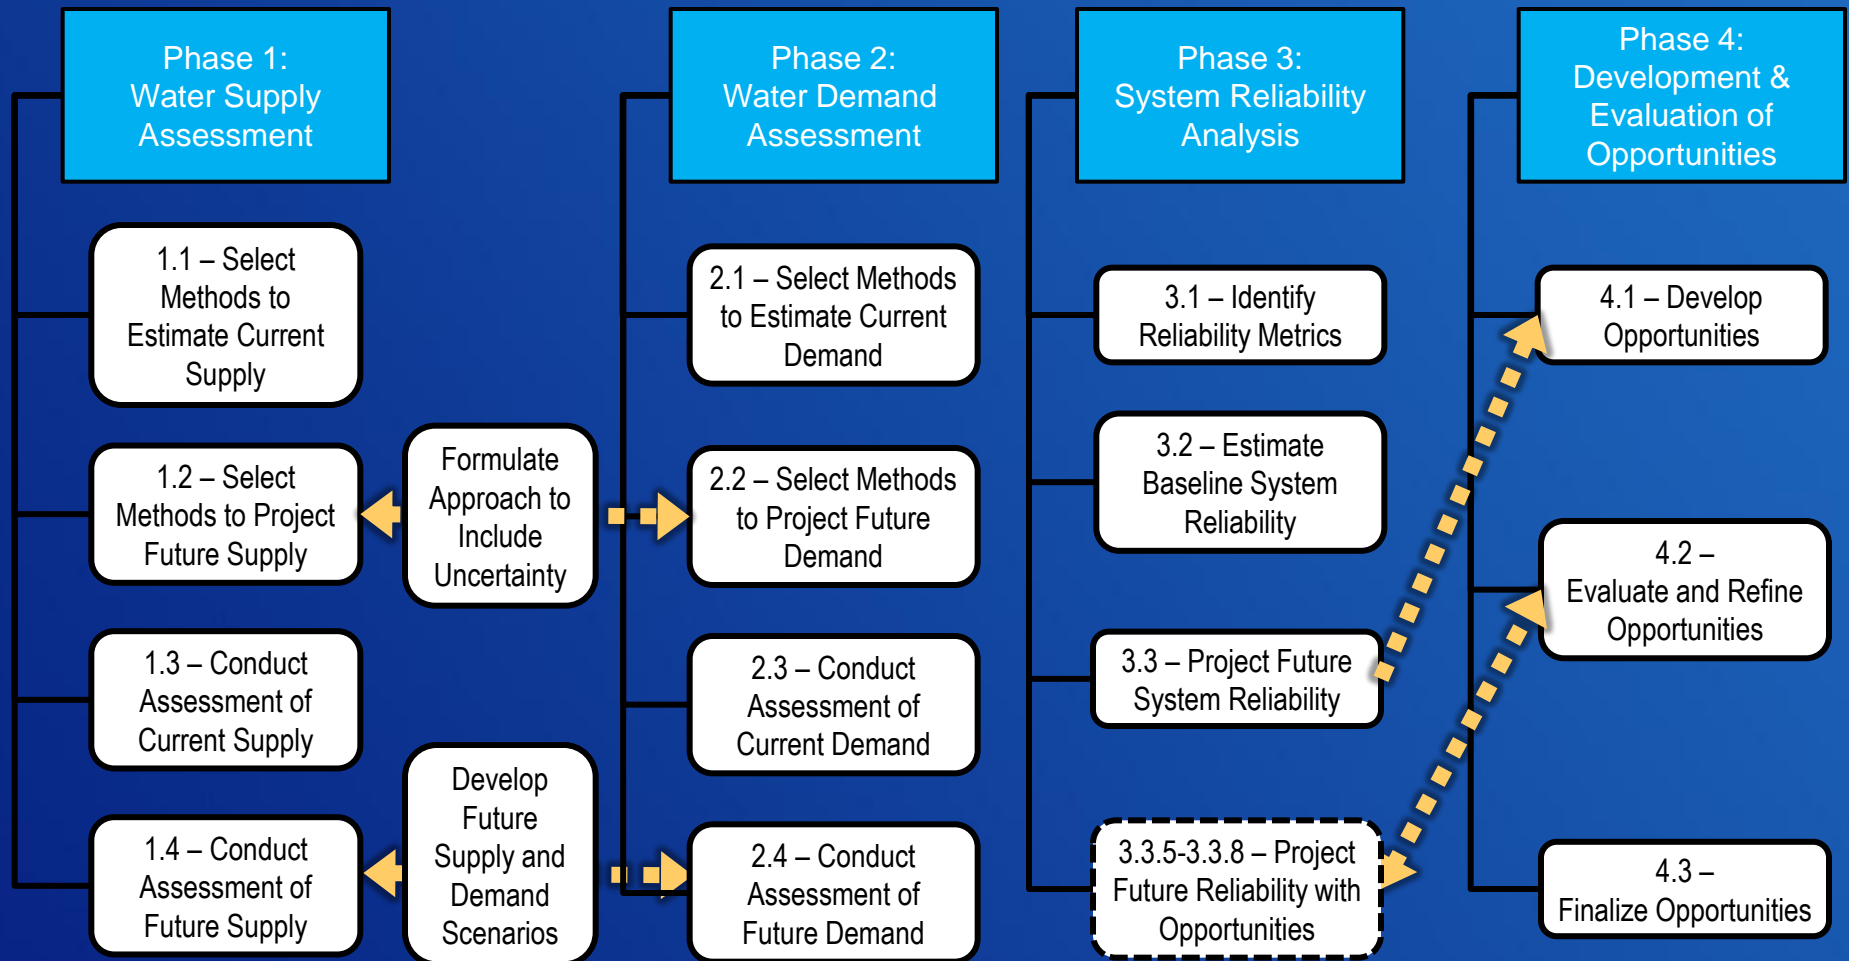 Phase 1:
Water Supply
Assessment
1.1 – Select
Methods to
Estimate Current
Supply
1.2 – Select
Methods to Project
Future Supply
1.3 – Conduct
Assessment of
Current Supply
1.4 – Conduct
Assessment of
Future Supply
Formulate
Approach to
Include
Uncertainty
Develop
Future
Supply and
Demand
Scenarios
Phase 2:
Water Demand
Assessment
2.1 – Select Methods
to Estimate Current
Demand
2.2 – Select Methods
to Project Future
Demand
2.3 – Conduct
Assessment of
Current Demand
2.4 – Conduct
Assessment of
Future Demand
Phase 3:
System Reliability
Analysis
3.1 – Identify
Reliability Metrics
3.2 – Estimate
Baseline System
Reliability
3.3 – Project Future
System Reliability
3.3.5-3.3.8 – Project
Future Reliability with
Opportunities
Phase 4:
Development &
Evaluation of
Opportunities
4.1 – Develop
Opportunities
4.2 –
Evaluate and Refine
Opportunities
4.3 –
Finalize Opportunities